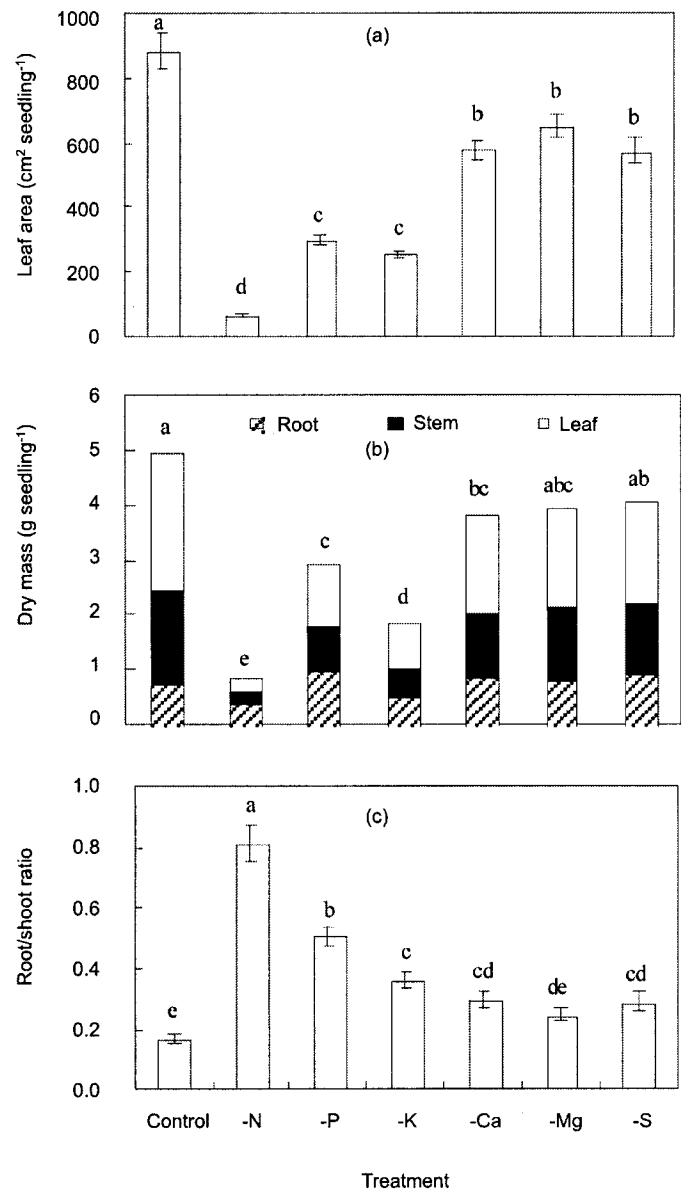 (a)
Leaf area (cm² seedling⁻¹)
1000
800
600
400
200
0
a
d
c
c
b
b
b
(b)
Dry mass (g seedling⁻¹)
6
5
4
3
2
1
0
Root Stem Leaf
a
e
c
d
bc
abc
ab
(c)
Root/shoot ratio
1.0
0.8
0.6
0.4
0.2
0.0
e
a
b
c
cd
de
cd
Control -N -P -K -Ca -Mg -S
Treatment